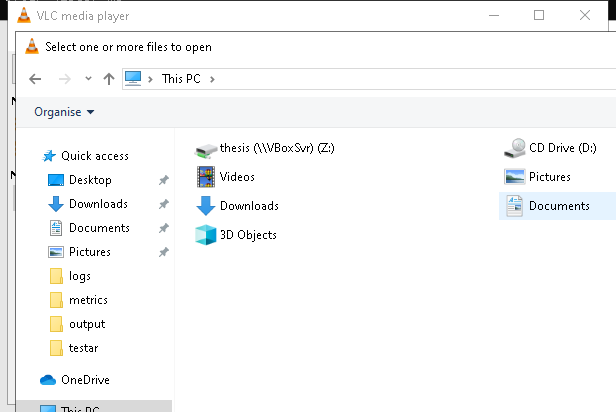 VLC media player
Select one or more files to open
This PC
Organise
Quick access
Desktop
Downloads
Documents
Pictures
logs
metrics
output
testar
OneDrive
This PC
thesis (\\VBoxSvr) (Z:)
CD Drive (D:)
Videos
Pictures
Downloads
Documents
3D Objects